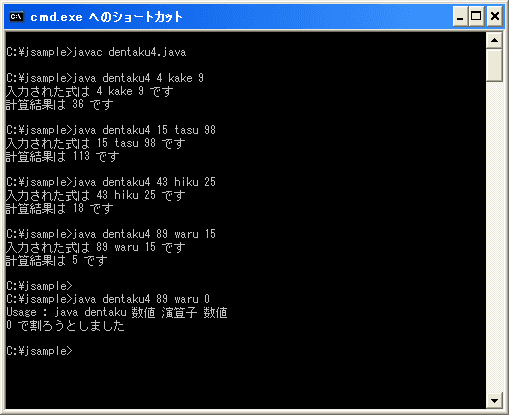 cmd.exe へのショートカット
C:¥jsample>javac dentaku4.java
C:¥jsample>java dentaku4 4 kake 9
入力された式は 4 kake 9 です
計算結果は 36 です
C:¥jsample>java dentaku4 15 tasu 98
入力された式は 15 tasu 98 です
計算結果は 113 です
C:¥jsample>java dentaku4 43 hiku 25
入力された式は 43 hiku 25 です
計算結果は 18 です
C:¥jsample>java dentaku4 89 waru 15
入力された式は 89 waru 15 です
計算結果は 5 です
C:¥jsample>
C:¥jsample>java dentaku4 89 waru 0
Usage : java dentaku 数値 演算子 数値
0 で割ろうとしました
C:¥jsample>